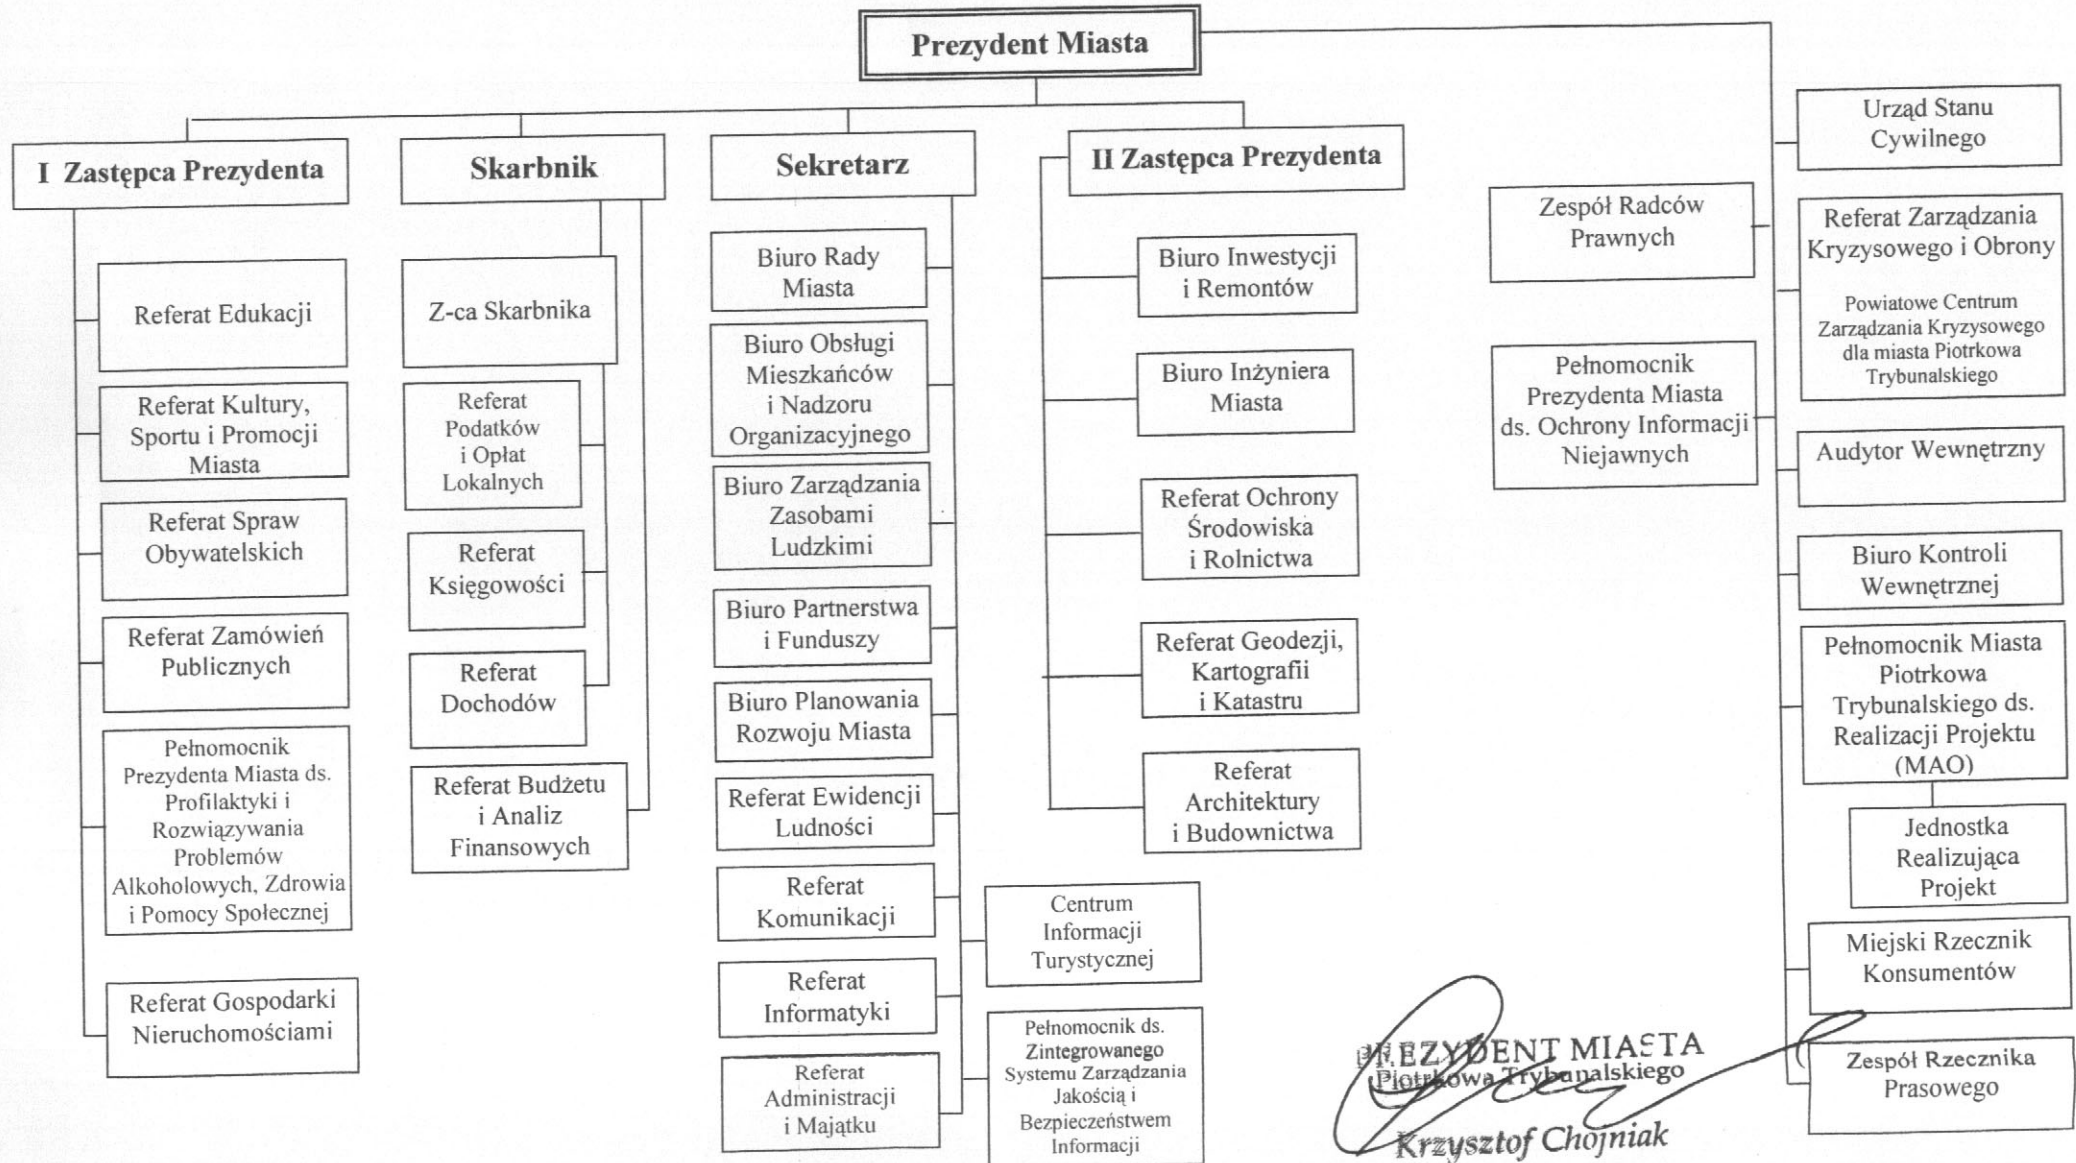 Prezydent Miasta
I Zastępca Prezydenta
Referat Edukacji
Referat Kultury,
Sportu i Promocji
Miasta
Referat Spraw
Obywatelskich
Referat Zamówień
Publicznych
Pełnomocnik
Prezydenta Miasta ds.
Profilaktyki i
Rozwiązywania
Problemów
Alkoholowych, Zdrowia
i Pomocy Społecznej
Referat Gospodarki
Nieruchomościami
Skarbnik
Z-ca Skarbnika
Referat
Podatków
i Opłat
Lokalnych
Referat
Księgowości
Referat
Dochodów
Referat Budżetu
i Analiz
Finansowych
Sekretarz
Biuro Rady
Miasta
Biuro Obsługi
Mieszkańców
i Nadzoru
Organizacyjnego
Biuro Zarządzania
Zasobami
Ludzkimi
Biuro Partnerstwa
i Funduszy
Biuro Planowania
Rozwoju Miasta
Referat Ewidencji
Ludności
Referat
Komunikacji
Referat
Informatyki
Referat
Administracji
i Majątku
Centrum
Informacji
Turystycznej
Pełnomocnik ds.
Zintegrowanego
Systemu Zarządzania
Jakością i
Bezpieczeństwem
Informacji
II Zastępca Prezydenta
Biuro Inwestycji
i Remontów
Biuro Inżyniera
Miasta
Referat Ochrony
Środowiska
i Rolnictwa
Referat Geodezji,
Kartografii
i Katastru
Referat
Architektury
i Budownictwa
Zespół Radców
Prawnych
Pełnomocnik
Prezydenta Miasta
ds. Ochrony Informacji
Niejawnych
Urząd Stanu
Cywilnego
Referat Zarządzania
Kryzysowego i Obrony
Powiatowe Centrum
Zarządzania Kryzysowego
dla miasta Piotrkowa
Trybunalskiego
Audytor Wewnętrzny
Biuro Kontroli
Wewnętrznej
Pełnomocnik Miasta
Piotrkowa
Trybunalskiego ds.
Realizacji Projektu
(MAO)
Jednostka
Realizująca
Projekt
Miejski Rzecznik
Konsumentów
Zespół Rzecznika
Prasowego
PREZYDENT MIASTA
Piotrkowa Trybunalskiego
Krzysztof Chojniak